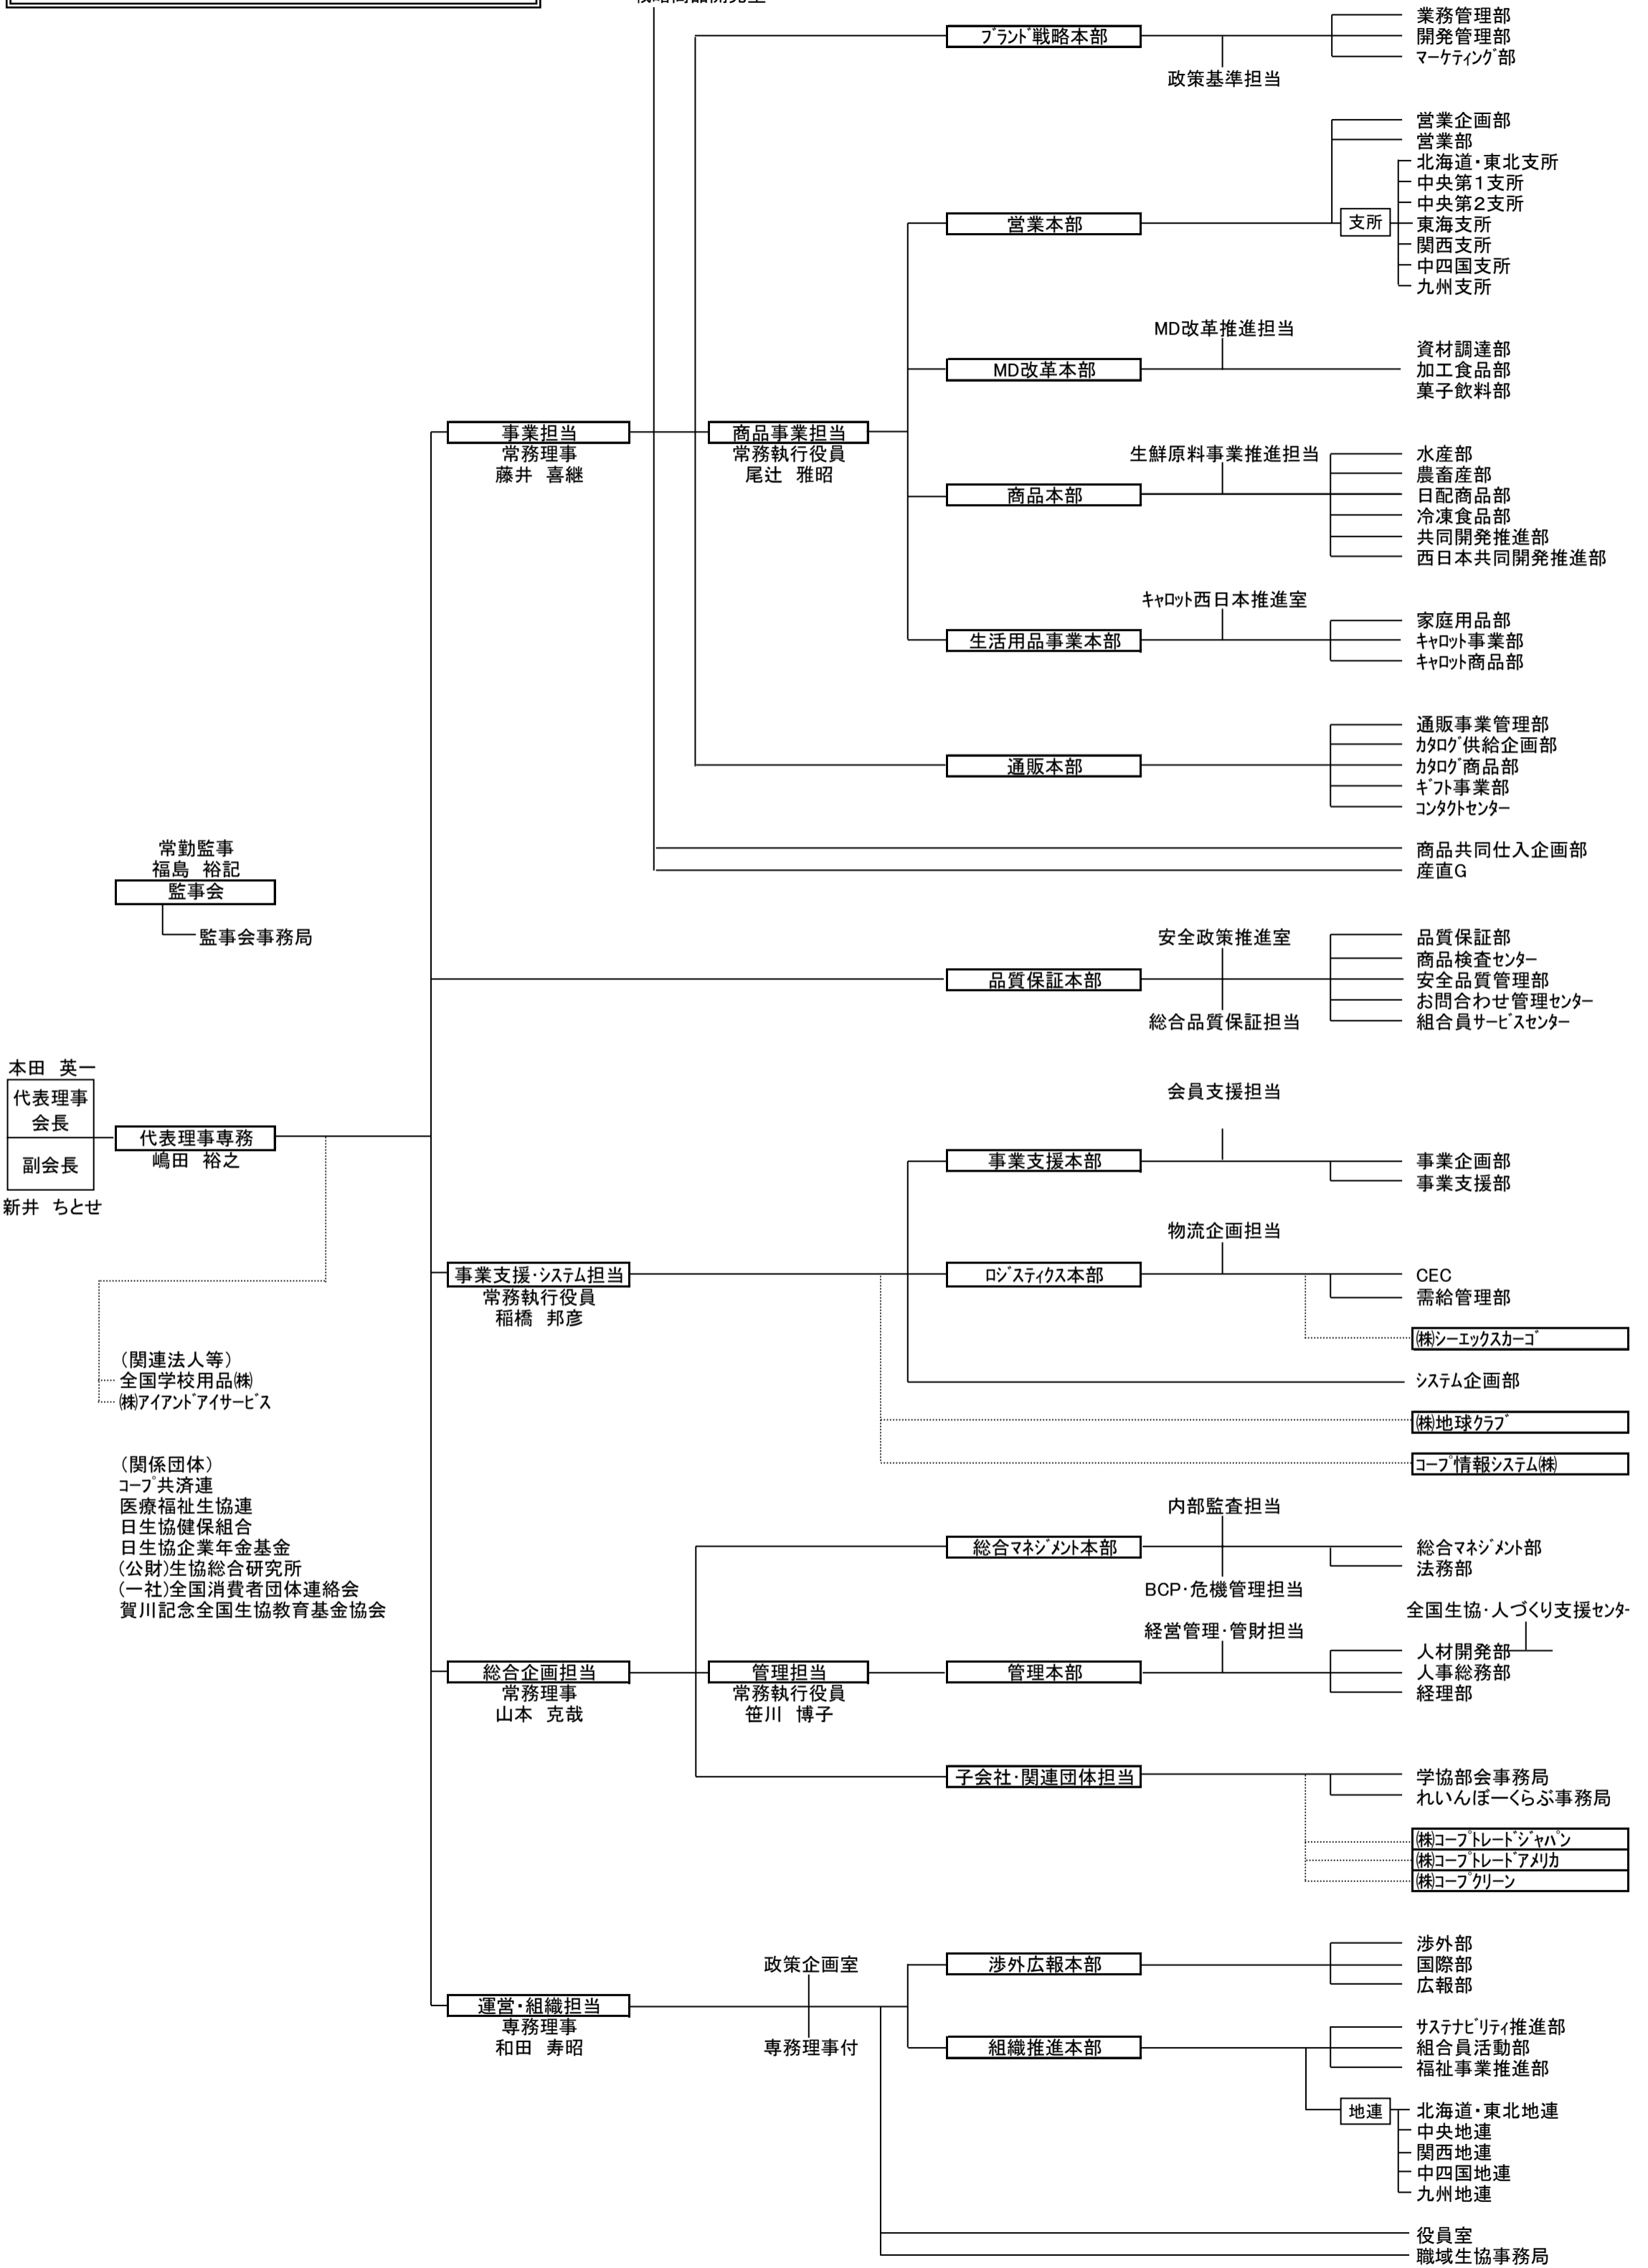 業務管理部
ﾌﾞﾗﾝﾄﾞ戦略本部
開発管理部
ﾏｰｹﾃｨﾝｸﾞ部
政策基準担当
営業企画部
営業部
北海道・東北支所
中央第1支所
中央第2支所
営業本部
支所
東海支所
関西支所
中四国支所
九州支所
MD改革推進担当
MD改革本部
資材調達部
加工食品部
菓子飲料部
事業担当
常務理事
藤井 喜継
商品事業担当
常務執行役員
尾辻 雅昭
生鮮原料事業推進担当
商品本部
水産部
農畜産部
日配商品部
冷凍食品部
共同開発推進部
西日本共同開発推進部
ｷｬﾛｯﾄ西日本推進室
生活用品事業本部
家庭用品部
ｷｬﾛｯﾄ事業部
ｷｬﾛｯﾄ商品部
通販本部
通販事業管理部
ｶﾀﾛｸﾞ供給企画部
ｶﾀﾛｸﾞ商品部
ｷﾞﾌﾄ事業部
ｺﾝﾀｸﾄｾﾝﾀｰ
常勤監事
福島 裕記
監事会
監事会事務局
商品共同仕入企画部
産直G
安全政策推進室
品質保証本部
総合品質保証担当
品質保証部
商品検査ｾﾝﾀｰ
安全品質管理部
お問合わせ管理ｾﾝﾀｰ
組合員ｻｰﾋﾞｽｾﾝﾀｰ
本田 英一
代表理事
会長
副会長
新井 ちとせ
代表理事専務
嶋田 裕之
会員支援担当
事業支援本部
事業企画部
事業支援部
物流企画担当
事業支援・ｼｽﾃﾑ担当
常務執行役員
稲橋 邦彦
ﾛｼﾞｽﾃｨｸｽ本部
CEC
需給管理部
㈱ｼｰｴｯｸｽｶｰｺﾞ
ｼｽﾃﾑ企画部
㈱地球ｸﾗﾌﾞ
ｺｰﾌﾟ情報ｼｽﾃﾑ㈱
（関連法人等）
全国学校用品㈱
㈱ｱｲｱﾝﾄﾞｱｲｻｰﾋﾞｽ
（関係団体）
ｺｰﾌﾟ共済連
医療福祉生協連
日生協健保組合
日生協企業年金基金
(公財)生協総合研究所
(一社)全国消費者団体連絡会
賀川記念全国生協教育基金協会
内部監査担当
総合ﾏﾈｼﾞﾒﾝﾄ本部
BCP・危機管理担当
総合ﾏﾈｼﾞﾒﾝﾄ部
法務部
全国生協・人づくり支援ｾﾝﾀｰ
経営管理・管財担当
総合企画担当
常務理事
山本 克哉
管理担当
常務執行役員
笹川 博子
管理本部
人材開発部
人事総務部
経理部
子会社・関連団体担当
学協部会事務局
れいんぼーくらぶ事務局
㈱ｺｰﾌﾟﾄﾚｰﾄﾞｼﾞｬﾊﾟﾝ
㈱ｺｰﾌﾟﾄﾚｰﾄﾞｱﾒﾘｶ
㈱ｺｰﾌﾟｸﾘｰﾝ
政策企画室
運営・組織担当
専務理事
和田 寿昭
専務理事付
渉外広報本部
渉外部
国際部
広報部
組織推進本部
ｻｽﾃﾅﾋﾞﾘﾃｨ推進部
組合員活動部
福祉事業推進部
地連
北海道・東北地連
中央地連
関西地連
中四国地連
九州地連
役員室
職域生協事務局